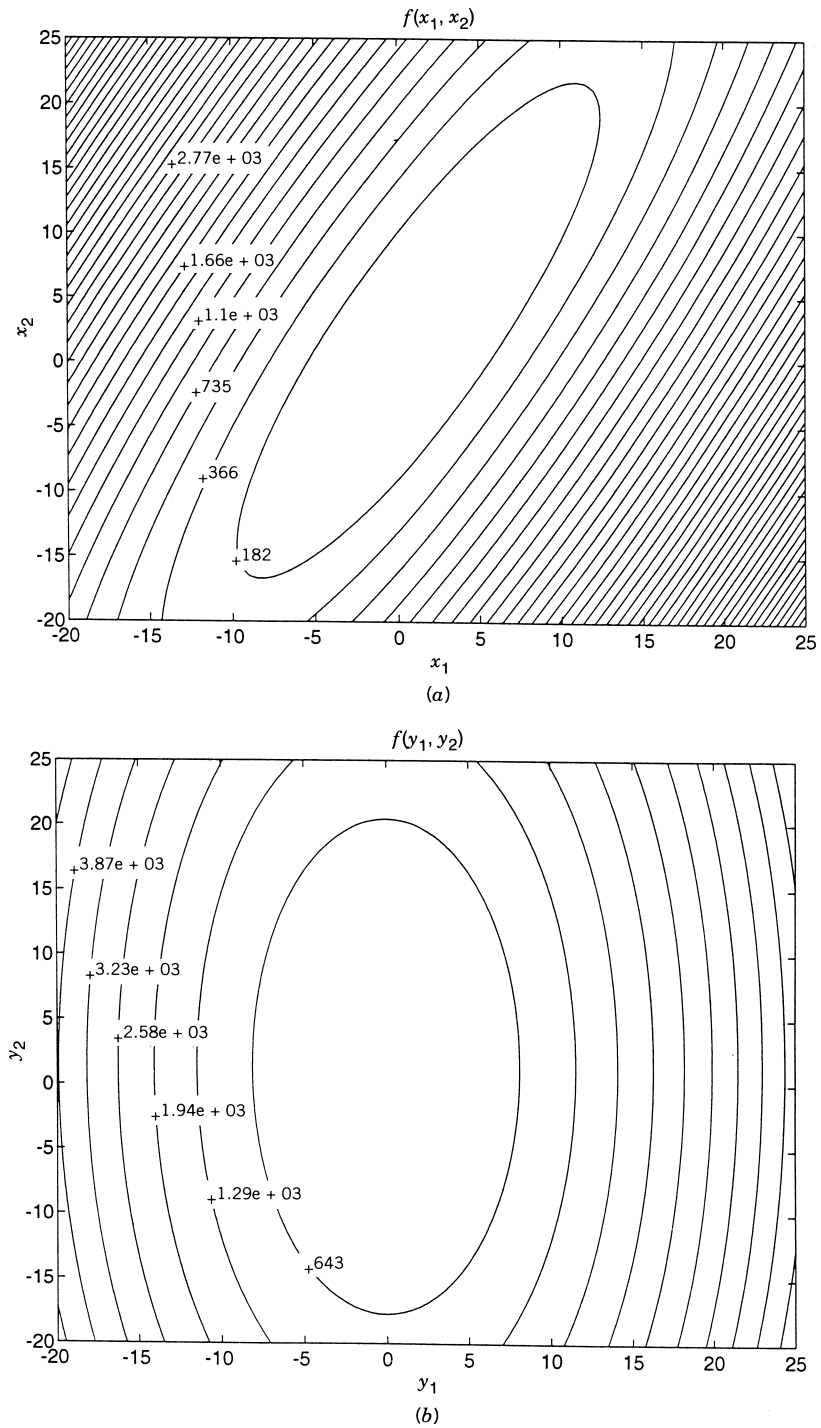 f(x₁, x₂)
25
20
15
10
5
0
-5
-10
-15
-20
x₂
+2.77e + 03
+1.66e + 03
+1.1e + 03
+735
+366
+182
-20 -15 -10 -5 0 5 10 15 20 25
x₁
(a)
f(y₁, y₂)
25
20
15
10
5
0
-5
-10
-15
-20
y₂
+3.87e + 03
+3.23e + 03
+2.58e + 03
+1.94e + 03
+1.29e + 03
+643
-20 -15 -10 -5 0 5 10 15 20 25
y₁
(b)